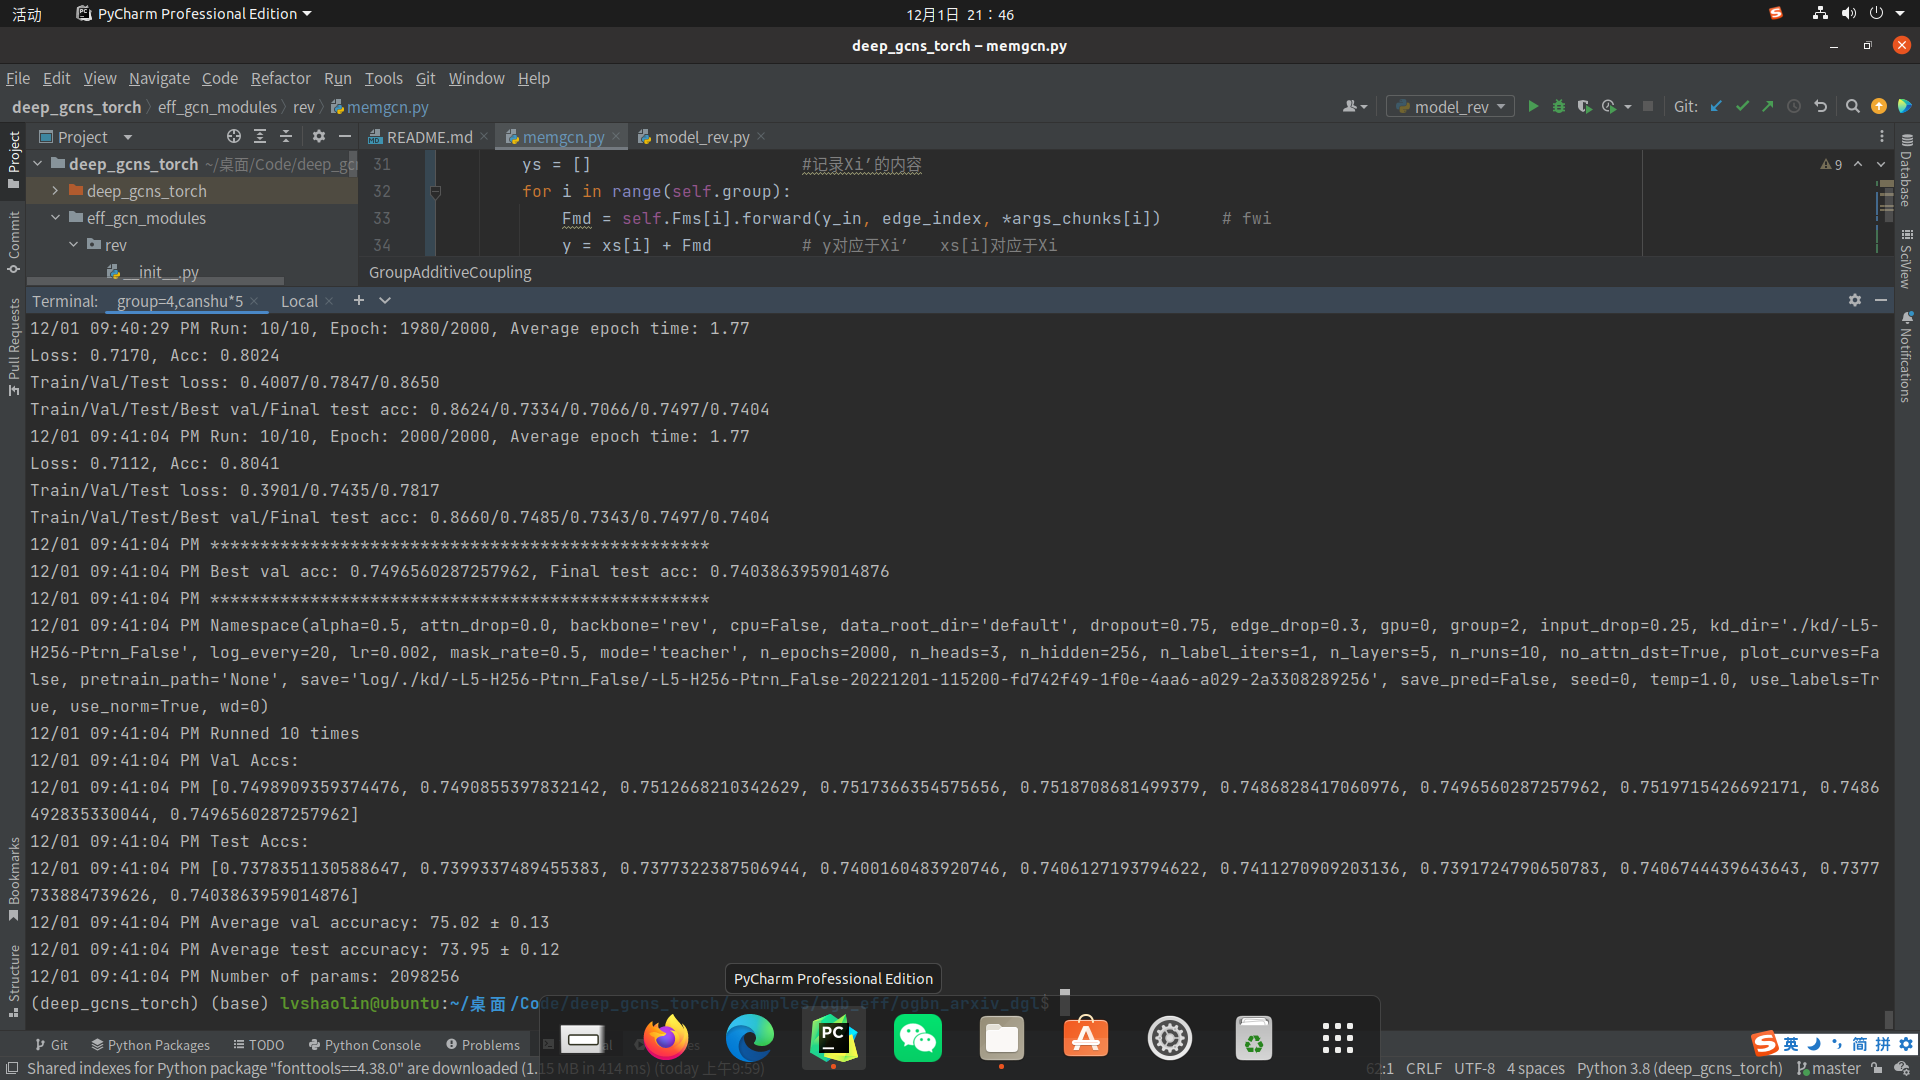 活动 PyCharm Professional Edition 12月1日 21：46
deep_gcns_torch – memgcn.py
File Edit View Navigate Code Refactor Run Tools Git Window Help
deep_gcns_torch eff_gcn_modules rev memgcn.py model_rev Git:
Project README.md memgcn.py model_rev.py
deep_gcns_torch ~/桌面/Code/deep_gc
deep_gcns_torch
eff_gcn_modules
rev
__init__.py
31 ys = [] #记录Xi’的内容 9
32 for i in range(self.group):
33 Fmd = self.Fms[i].forward(y_in, edge_index, *args_chunks[i]) # fwi
34 y = xs[i] + Fmd # y对应于Xi’ xs[i]对应于Xi
GroupAdditiveCoupling
Terminal: group=4,canshu*5 Local
12/01 09:40:29 PM Run: 10/10, Epoch: 1980/2000, Average epoch time: 1.77
Loss: 0.7170, Acc: 0.8024
Train/Val/Test loss: 0.4007/0.7847/0.8650
Train/Val/Test/Best val/Final test acc: 0.8624/0.7334/0.7066/0.7497/0.7404
12/01 09:41:04 PM Run: 10/10, Epoch: 2000/2000, Average epoch time: 1.77
Loss: 0.7112, Acc: 0.8041
Train/Val/Test loss: 0.3901/0.7435/0.7817
Train/Val/Test/Best val/Final test acc: 0.8660/0.7485/0.7343/0.7497/0.7404
12/01 09:41:04 PM **************************************************
12/01 09:41:04 PM Best val acc: 0.7496560287257962, Final test acc: 0.7403863959014876
12/01 09:41:04 PM **************************************************
12/01 09:41:04 PM Namespace(alpha=0.5, attn_drop=0.0, backbone='rev', cpu=False, data_root_dir='default', dropout=0.75, edge_drop=0.3, gpu=0, group=2, input_drop=0.25, kd_dir='./kd/-L5-
H256-Ptrn_False', log_every=20, lr=0.002, mask_rate=0.5, mode='teacher', n_epochs=2000, n_heads=3, n_hidden=256, n_label_iters=1, n_layers=5, n_runs=10, no_attn_dst=True, plot_curves=Fa
lse, pretrain_path='None', save='log/./kd/-L5-H256-Ptrn_False/-L5-H256-Ptrn_False-20221201-115200-fd742f49-1f0e-4aa6-a029-2a3308289256', save_pred=False, seed=0, temp=1.0, use_labels=Tr
ue, use_norm=True, wd=0)
12/01 09:41:04 PM Runned 10 times
12/01 09:41:04 PM Val Accs:
12/01 09:41:04 PM [0.7498909359374476, 0.7490855397832142, 0.7512668210342629, 0.7517366354575656, 0.7518708681499379, 0.7486828417060976, 0.7496560287257962, 0.7519715426692171, 0.7486
492835330044, 0.7496560287257962]
12/01 09:41:04 PM Test Accs:
12/01 09:41:04 PM [0.7378351130588647, 0.7399337489455383, 0.7377322387506944, 0.7400160483920746, 0.7406127193794622, 0.7411270909203136, 0.7391724790650783, 0.7406744439643643, 0.7377
733884739626, 0.7403863959014876]
12/01 09:41:04 PM Average val accuracy: 75.02 ± 0.13
12/01 09:41:04 PM Average test accuracy: 73.95 ± 0.12
12/01 09:41:04 PM Number of params: 2098256
PyCharm Professional Edition
(deep_gcns_torch) (base) lvshaolin@ubuntu:~/桌面/Code/deep_gcns_torch/examples/ogb_eff/ogbn_arxiv_dgl$
Git Python Packages TODO Python Console Problems
英 简 拼
Shared indexes for Python package "fonttools==4.38.0" are downloaded (1.15 MB in 414 ms) (today 上午9:59) CRLF UTF-8 4 spaces Python 3.8 (deep_gcns_torch) master
Project
Commit
Pull Requests
Bookmarks
Structure
Database
SciView
Notifications